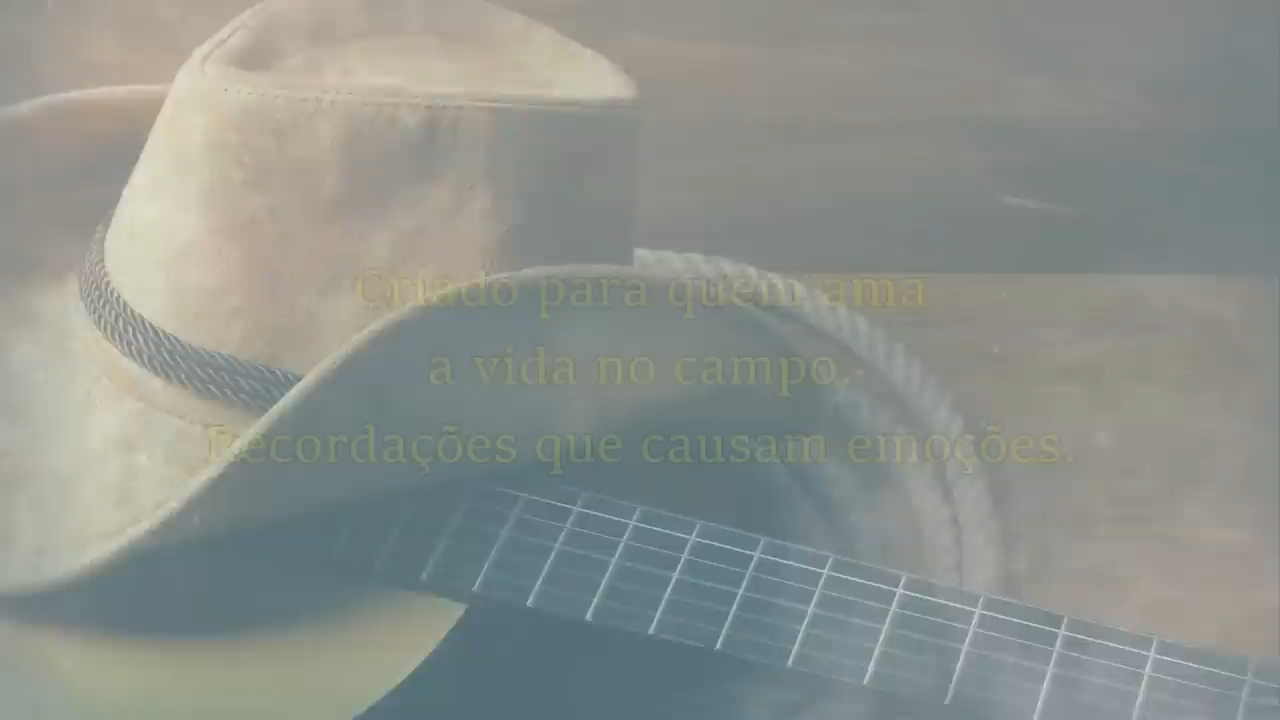 Criado para quem ama
a vida no campo.
Recordações que causam emoções.